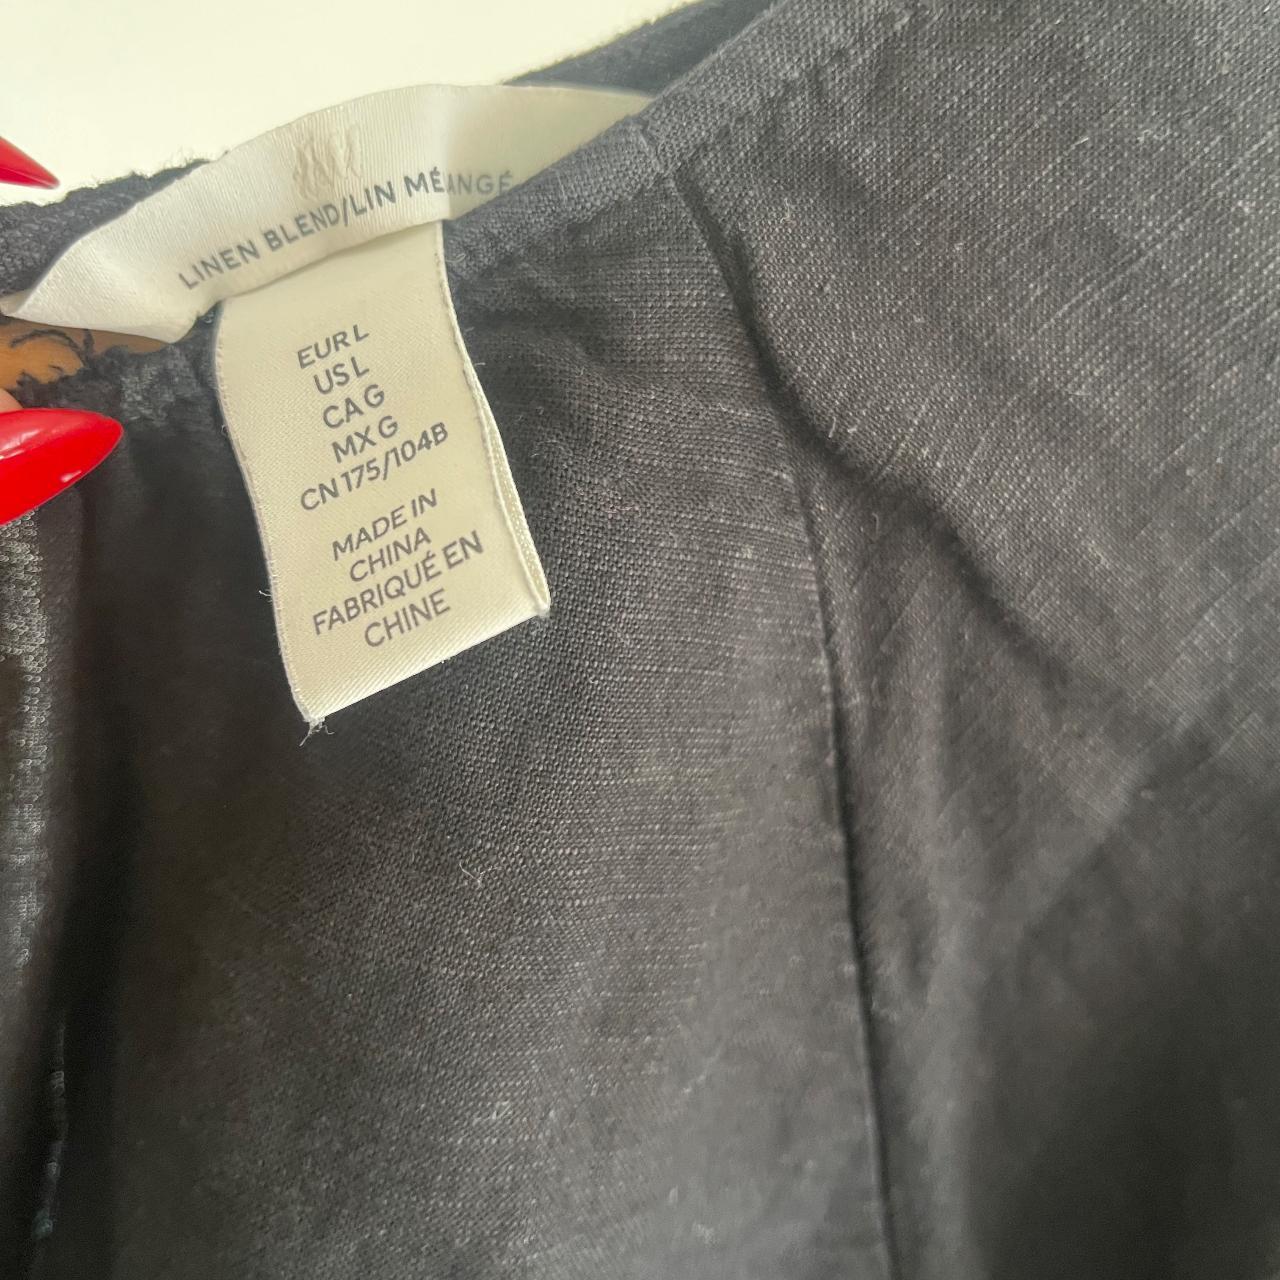 LINEN BLEND/LIN MÉLANGÉ
EUR L
US L
CA G
MX G
CN 175/104B
MADE IN
CHINA
FABRIQUÉ EN
CHINE